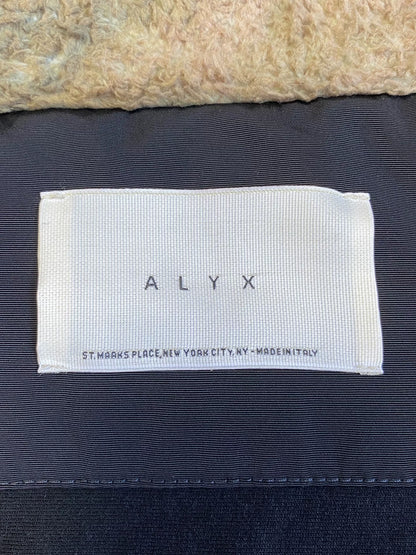 ALYX
ST. MARKS PLACE, NEW YORK CITY, NY - MADE IN ITALY